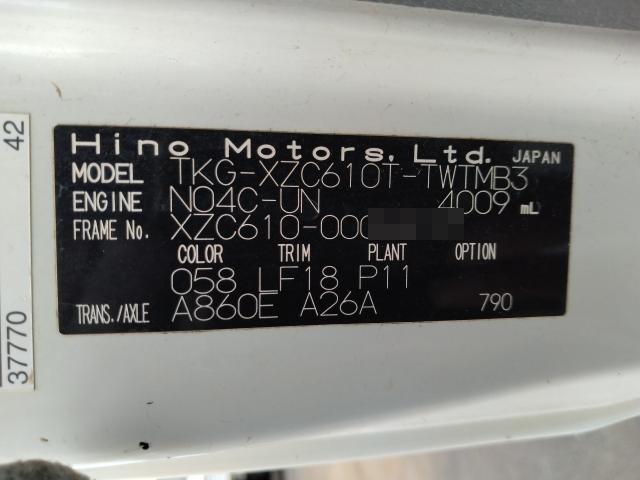 Hino Motors, Ltd. JAPAN
MODEL TKG-XZC610T-TWTMB3
ENGINE N04C-UN 4009 mL
FRAME No. XZC610-000
COLOR TRIM PLANT OPTION
058 LF18 P11
TRANS./AXLE A860E A26A 790
42
37770